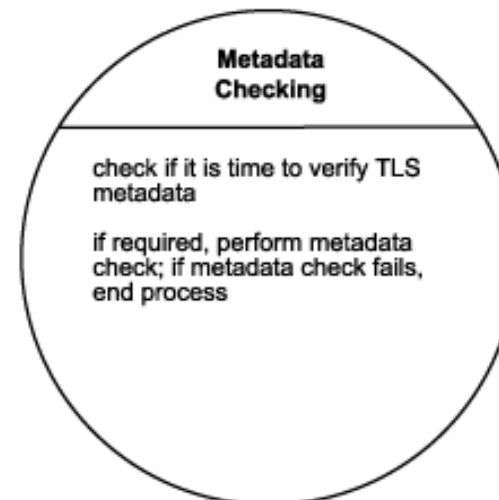 Metadata
Checking
check if it is time to verify TLS
metadata
if required, perform metadata
check; if metadata check fails,
end process